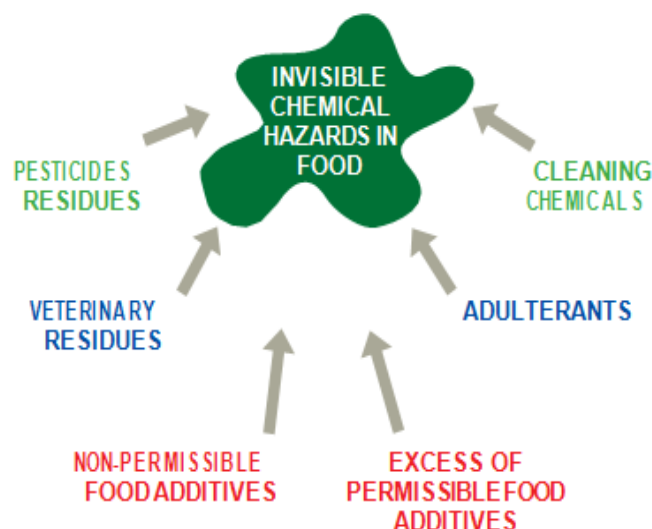 INVISIBLE
CHEMICAL
HAZARDS IN
FOOD
PESTICIDES
RESIDUES
CLEANING
CHEMICALS
VETERINARY
RESIDUES
ADULTERANTS
NON-PERMISSIBLE
FOOD ADDITIVES
EXCESS OF
PERMISSIBLE FOOD
ADDITIVES